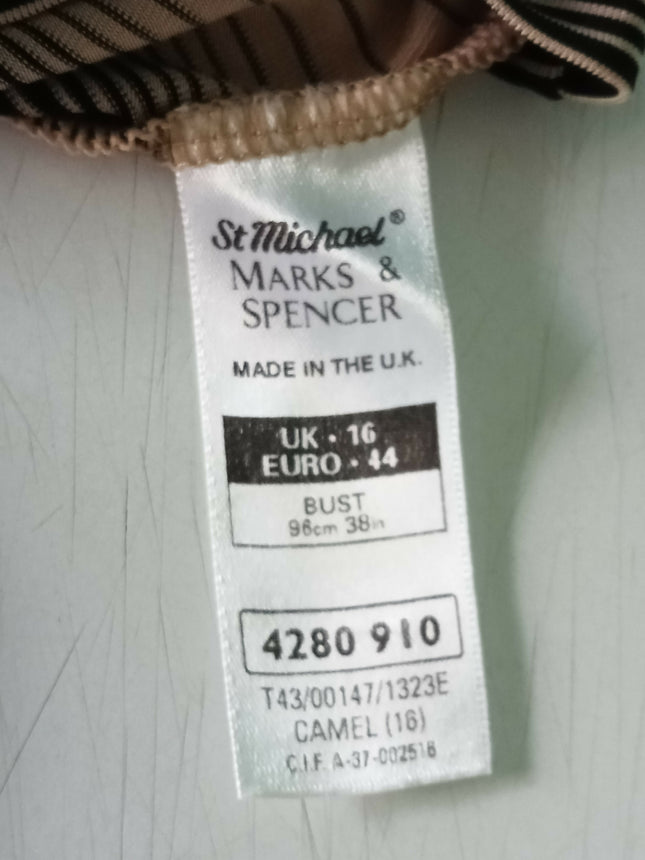 St Michael®
MARKS &
SPENCER
MADE IN THE U.K.
UK · 16
EURO · 44
BUST
96cm 38in
4280 910
T43/00147/1323E
CAMEL (16)
C.I.F. A-37-002518